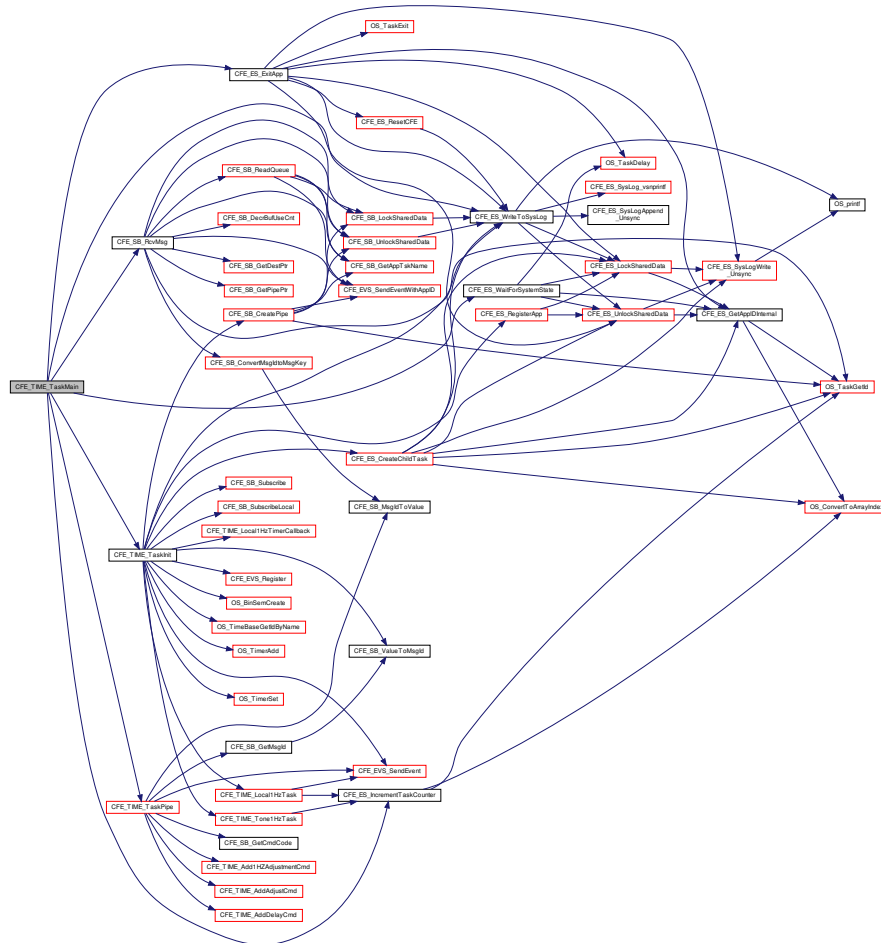 OS_TaskExit
CFE_ES_ExitApp
CFE_ES_ResetCFE
OS_TaskDelay
CFE_SB_ReadQueue
CFE_ES_SysLog_vsnprintf
OS_printf
CFE_SB_DecrBufUseCnt
CFE_SB_LockSharedData
CFE_ES_WriteToSysLog
CFE_ES_SysLogAppend
_Unsync
CFE_SB_RcvMsg
CFE_SB_UnlockSharedData
CFE_SB_GetDestPtr
CFE_SB_GetAppTskName
CFE_ES_LockSharedData
CFE_ES_SysLogWrite
_Unsync
CFE_SB_GetPipePtr
CFE_EVS_SendEventWithAppID
CFE_ES_WaitForSystemState
CFE_SB_CreatePipe
CFE_ES_RegisterApp
CFE_ES_UnlockSharedData
CFE_ES_GetAppIDInternal
CFE_SB_ConvertMsgIdtoMsgKey
CFE_TIME_TaskMain
OS_TaskGetId
CFE_ES_CreateChildTask
CFE_SB_Subscribe
CFE_SB_SubscribeLocal
CFE_SB_MsgIdToValue
OS_ConvertToArrayIndex
CFE_TIME_Local1HzTimerCallback
CFE_TIME_TaskInit
CFE_EVS_Register
OS_BinSemCreate
OS_TimeBaseGetIdByName
OS_TimerAdd
CFE_SB_ValueToMsgId
OS_TimerSet
CFE_SB_GetMsgId
CFE_EVS_SendEvent
CFE_TIME_Local1HzTask
CFE_ES_IncrementTaskCounter
CFE_TIME_TaskPipe
CFE_TIME_Tone1HzTask
CFE_SB_GetCmdCode
CFE_TIME_Add1HZAdjustmentCmd
CFE_TIME_AddAdjustCmd
CFE_TIME_AddDelayCmd